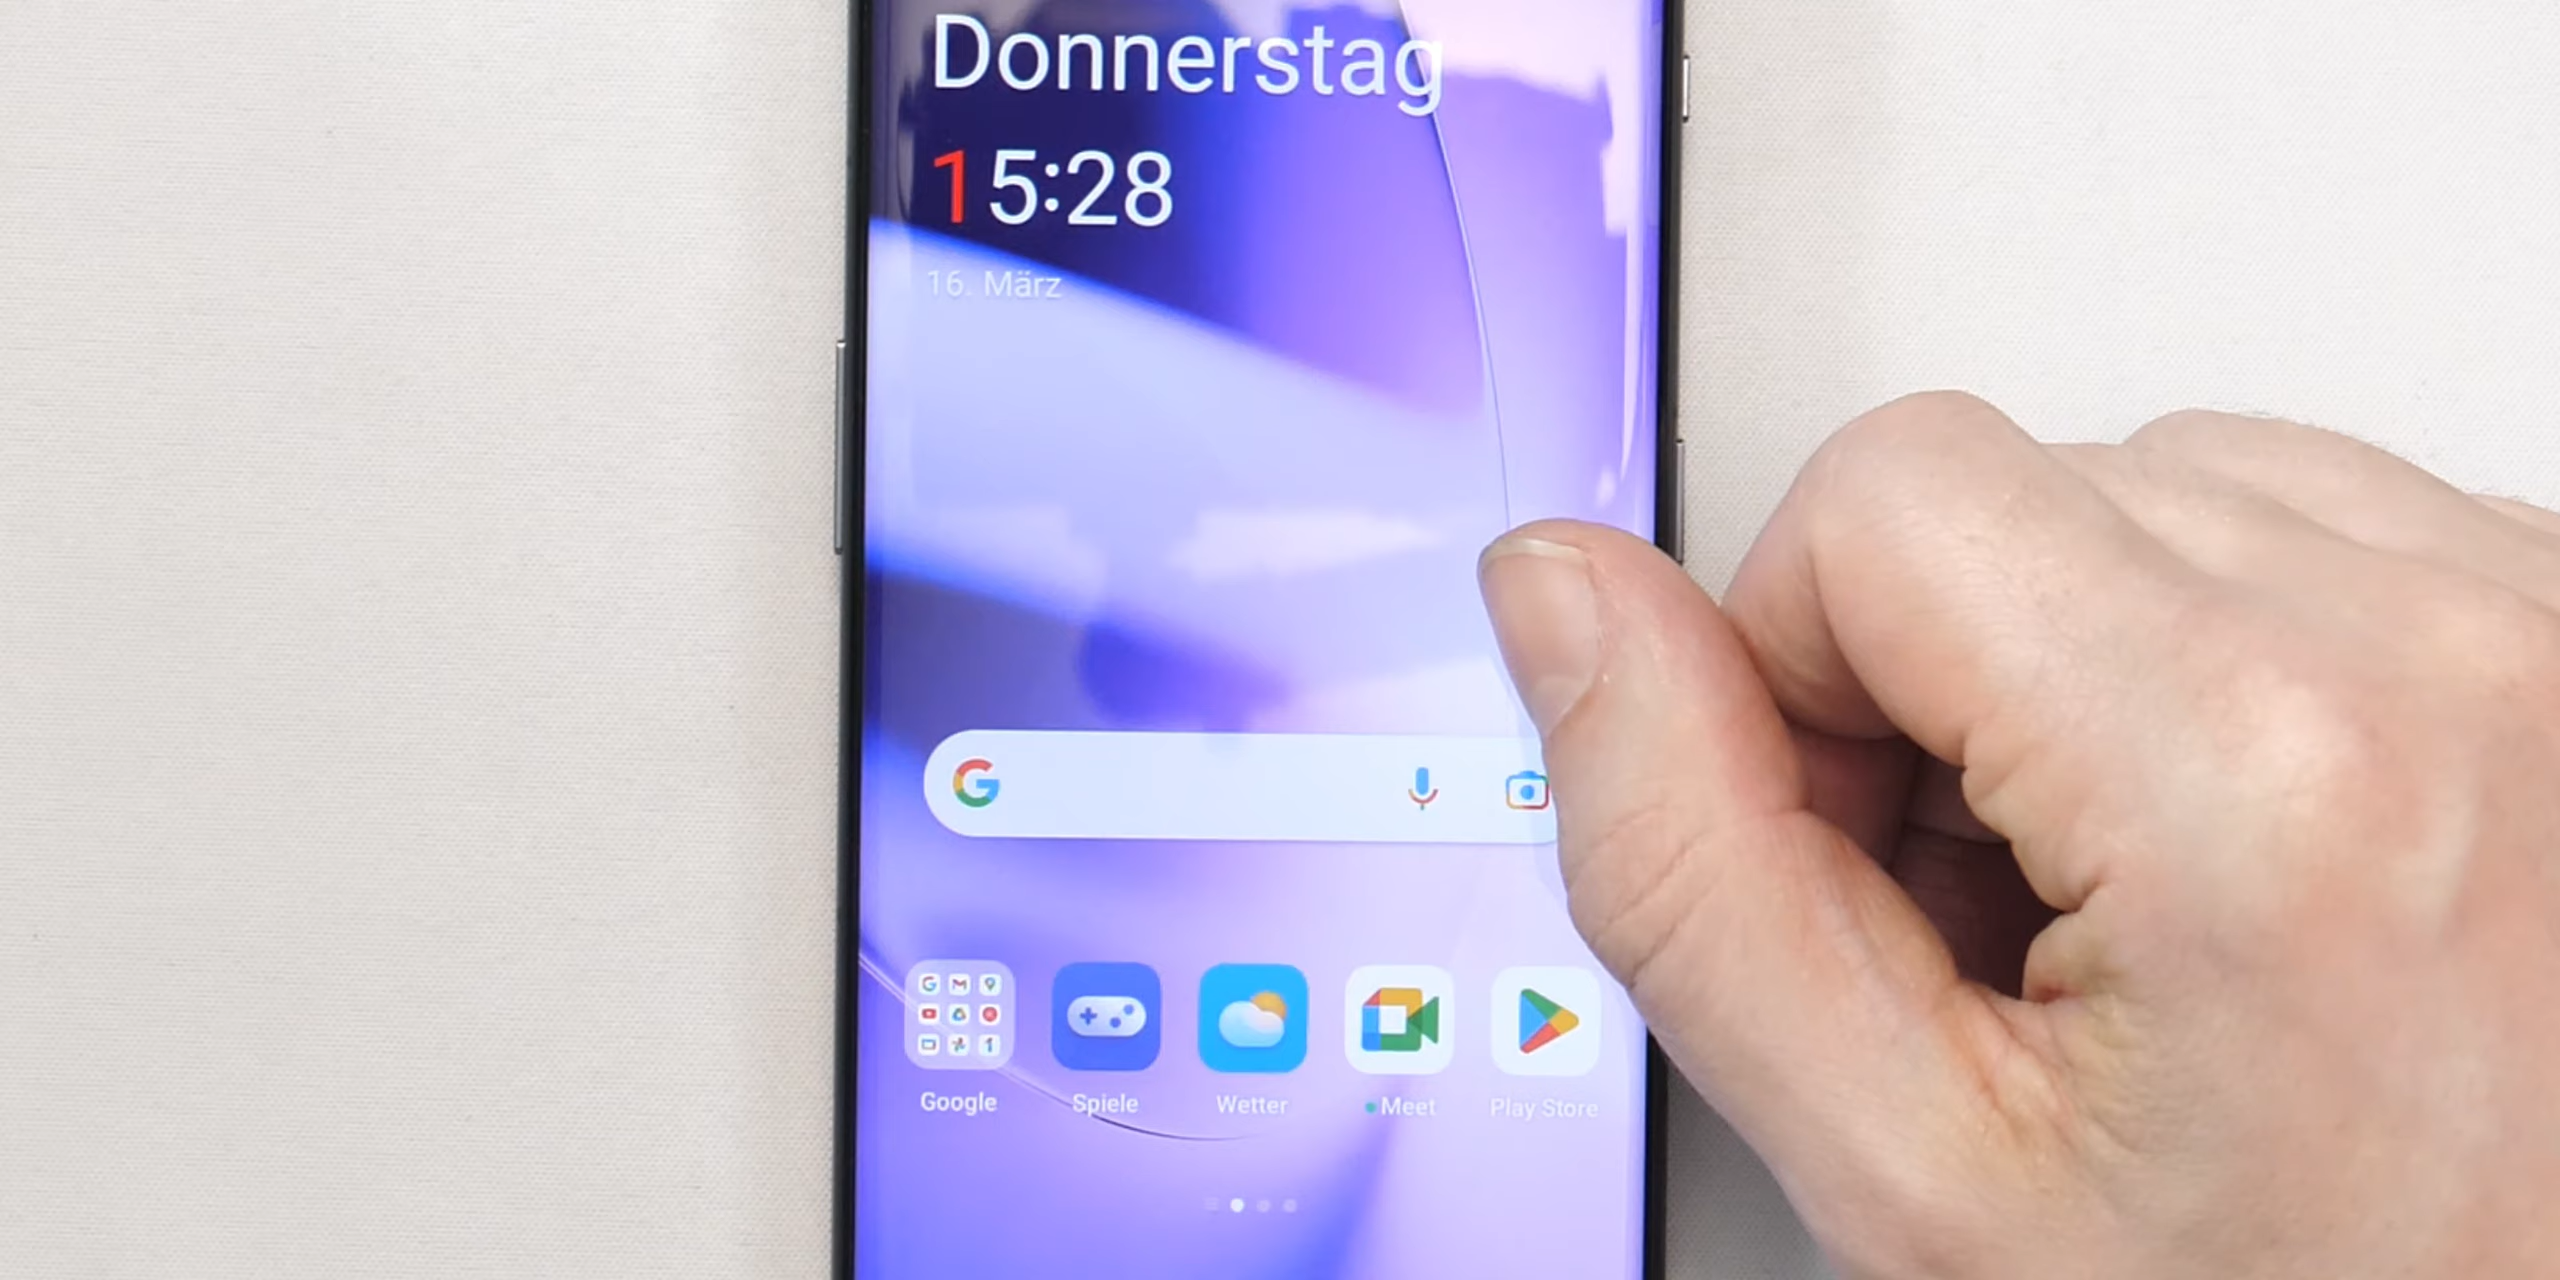 Donnerstag
15:28
16. März
G
Google
Spiele
Wetter
Meet
Play Store